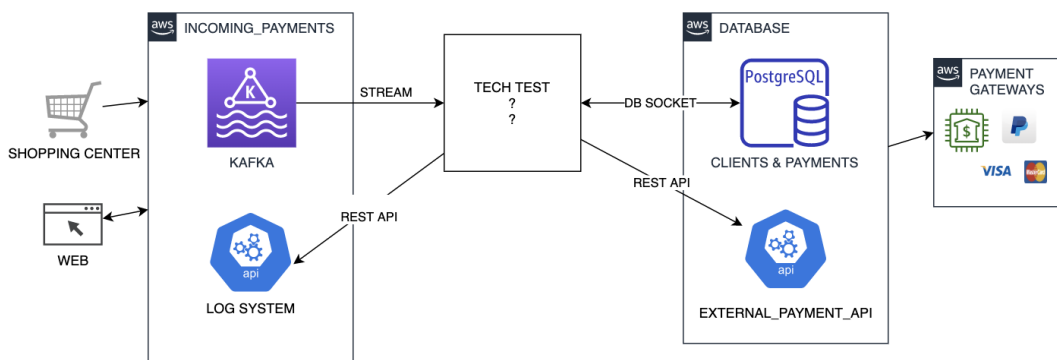 aws
INCOMING_PAYMENTS
K
KAFKA
STREAM
TECH TEST
?
?
aws
DATABASE
PostgreSQL
DB SOCKET
CLIENTS & PAYMENTS
aws
PAYMENT
GATEWAYS
$
P
VISA
MasterCard
SHOPPING CENTER
WEB
REST API
api
LOG SYSTEM
REST API
api
EXTERNAL_PAYMENT_API